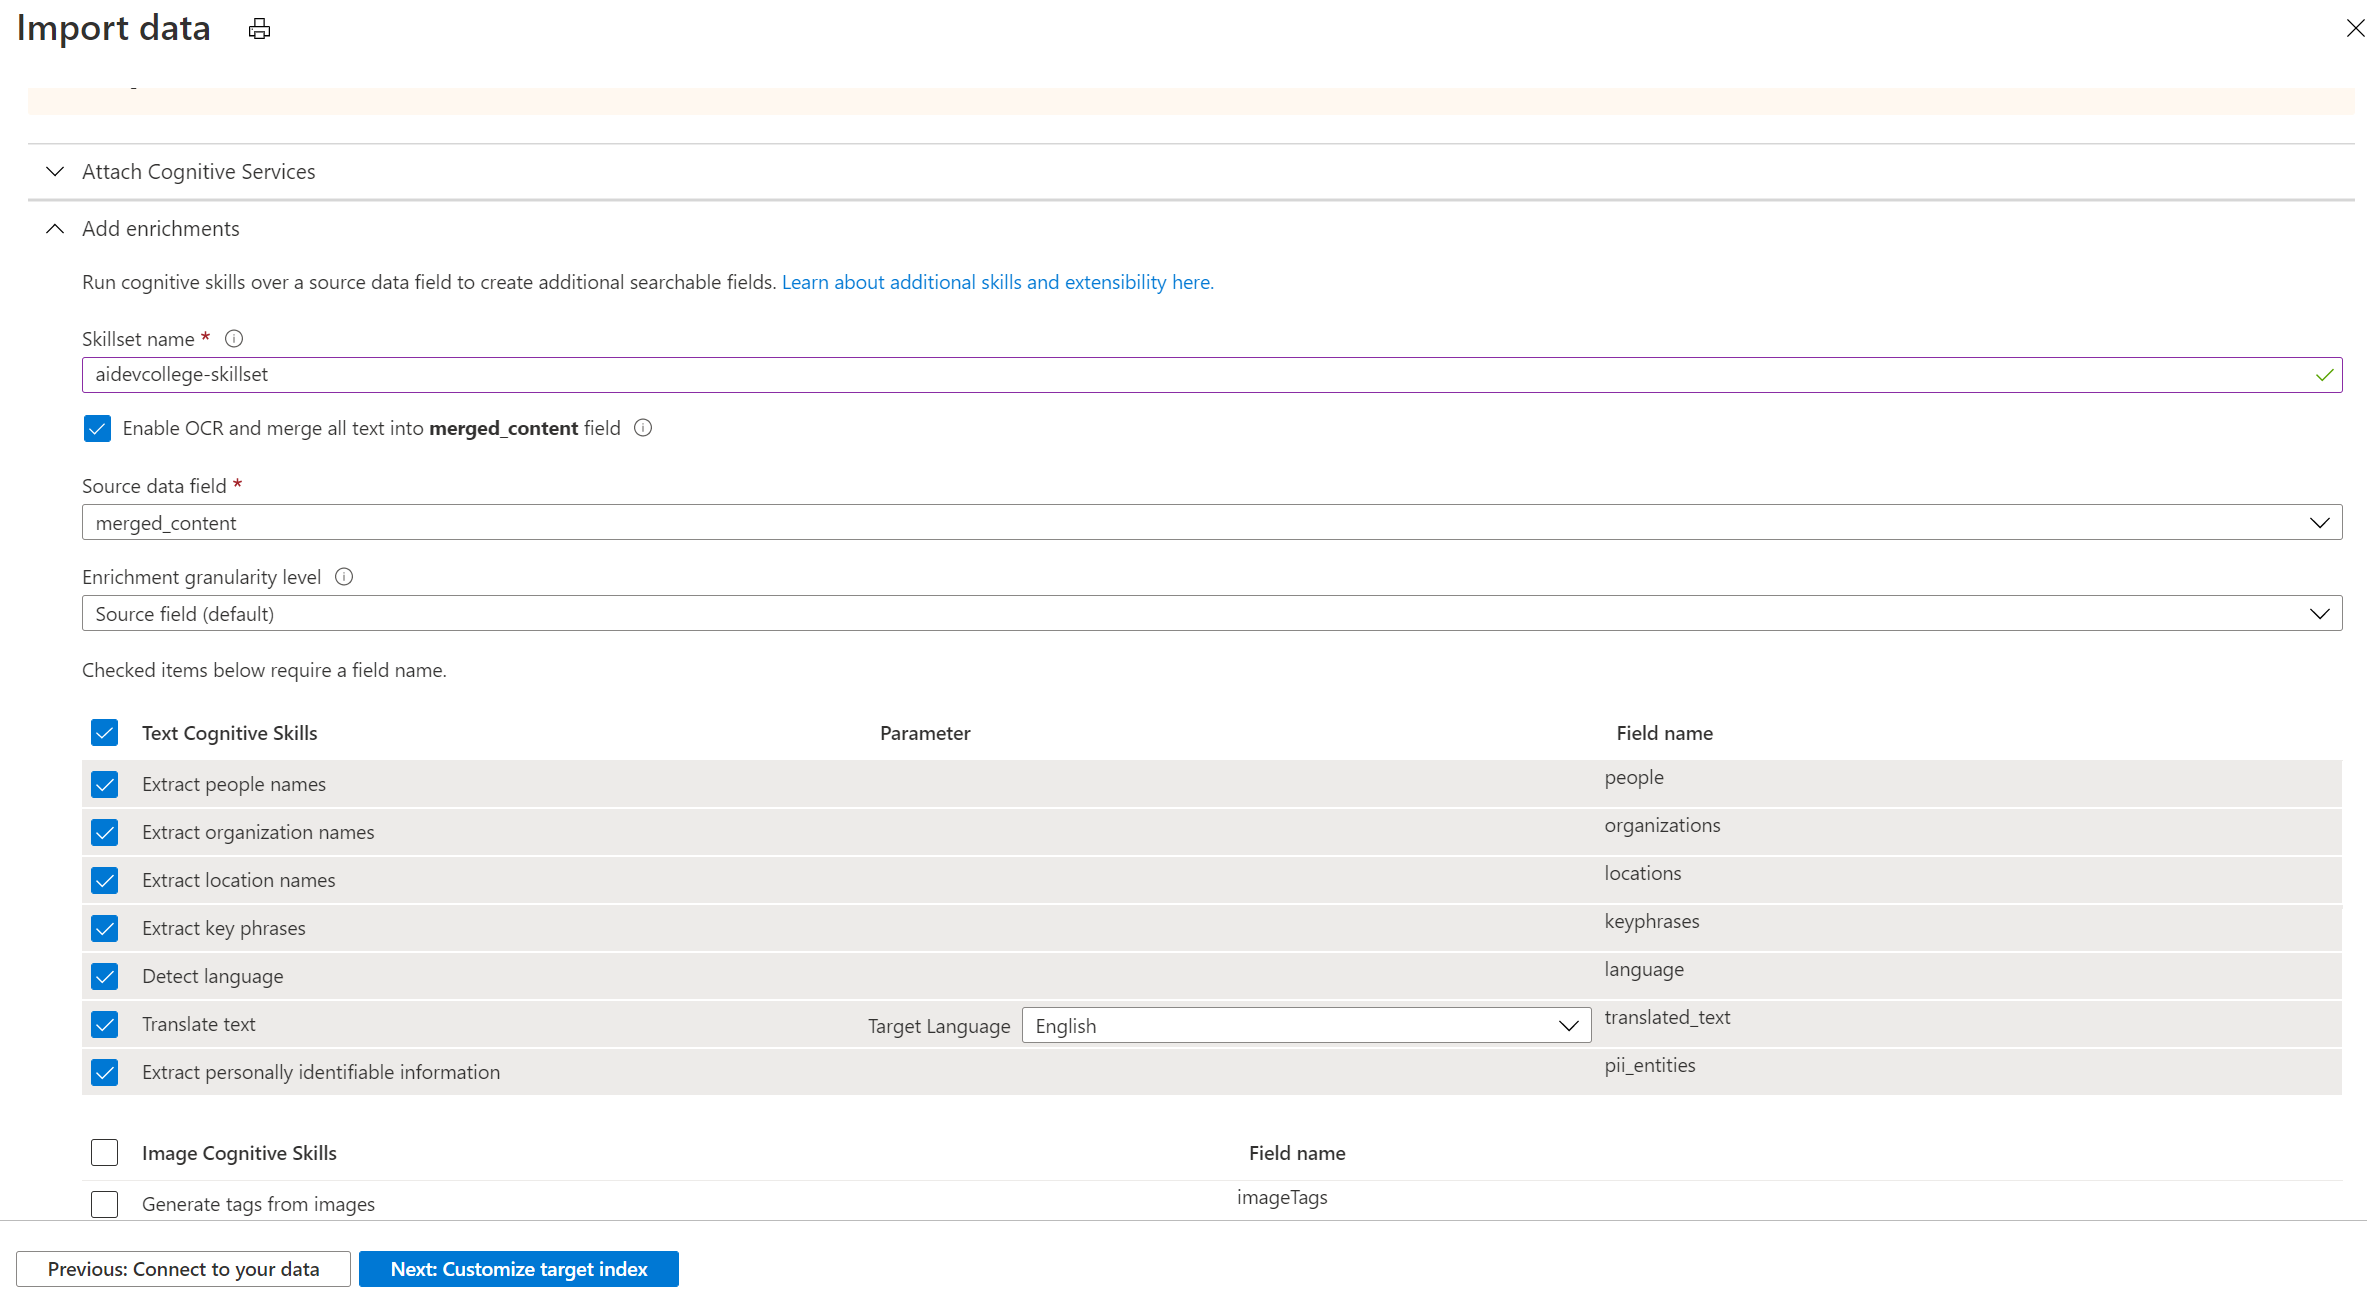 Import data
Attach Cognitive Services
Add enrichments
Run cognitive skills over a source data field to create additional searchable fields. Learn about additional skills and extensibility here.
Skillset name *
aidevcollege-skillset
Enable OCR and merge all text into merged_content field
Source data field *
merged_content
Enrichment granularity level
Source field (default)
Checked items below require a field name.
Text Cognitive Skills Parameter Field name
Extract people names people
Extract organization names organizations
Extract location names locations
Extract key phrases keyphrases
Detect language language
Translate text Target Language English translated_text
Extract personally identifiable information pii_entities
Image Cognitive Skills Field name
Generate tags from images imageTags
Previous: Connect to your data Next: Customize target index